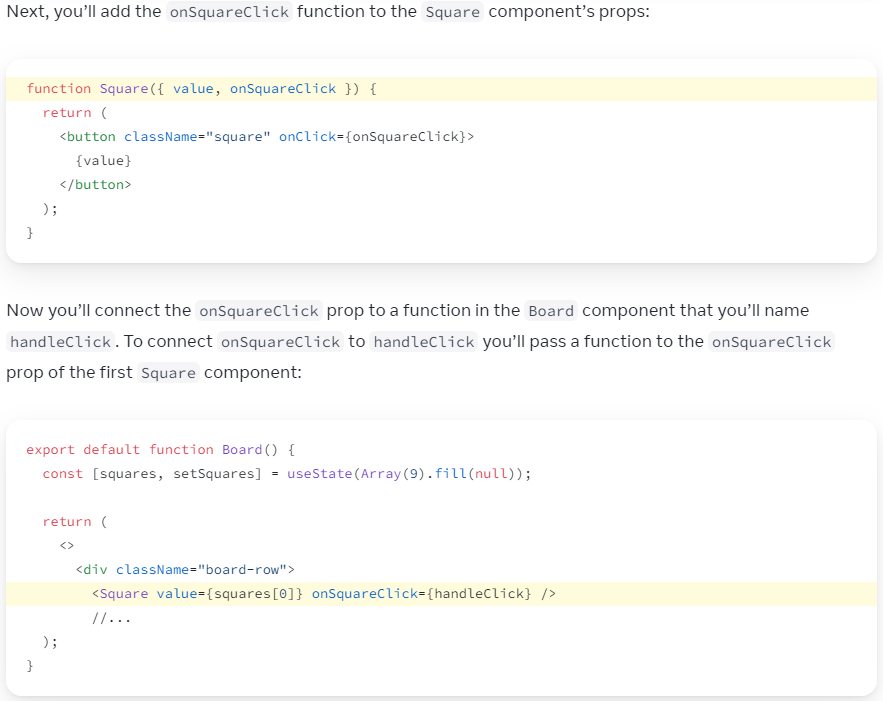 Next, you’ll add the onSquareClick function to the Square component’s props:
function Square({ value, onSquareClick }) {
  return (
    <button className="square" onClick={onSquareClick}>
      {value}
    </button>
  );
}
Now you’ll connect the onSquareClick prop to a function in the Board component that you’ll name
handleClick. To connect onSquareClick to handleClick you’ll pass a function to the onSquareClick
prop of the first Square component:
export default function Board() {
  const [squares, setSquares] = useState(Array(9).fill(null));

  return (
    <>
      <div className="board-row">
        <Square value={squares[0]} onSquareClick={handleClick} />
        //...
  );
}